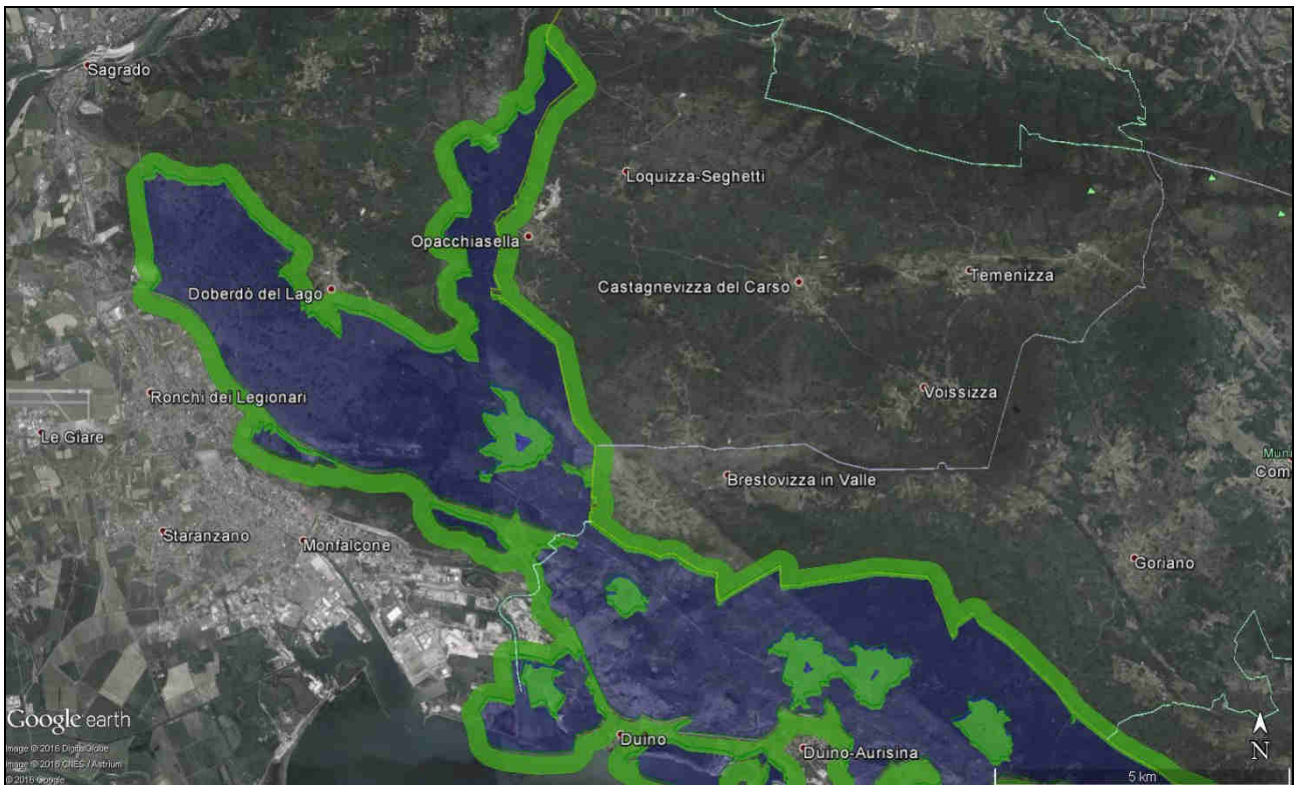 Sagrado
Loquizza-Seghetti
Opacchiasella
Temenizza
Castagnevizza del Carso
Doberdò del Lago
Voissizza
Ronchi dei Legionari
Le Giare
Muni
Com
Brestovizza in Valle
Staranzano
Monfalcone
Goriano
Google earth
Duino
Duino-Aurisina
N
Image © 2016 DigitalGlobe
Image © 2016 CNES / Astrium
© 2016 Google
5 km